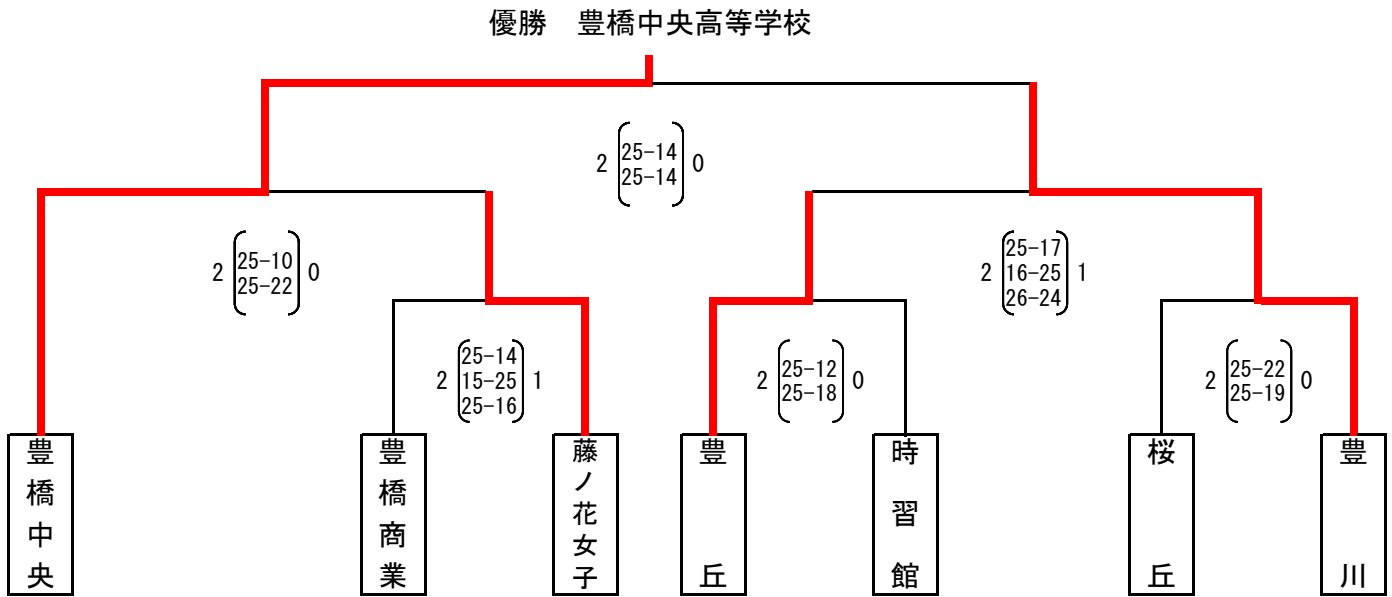 優勝　豊橋中央高等学校
2 25-14 0
25-14
2 25-10 0
25-22
25-17
2 16-25 1
26-24
25-14
2 15-25 1
25-16
2 25-12 0
25-18
2 25-22 0
25-19
豊橋中央
豊橋商業
藤ノ花女子
豊丘
時習館
桜丘
豊川